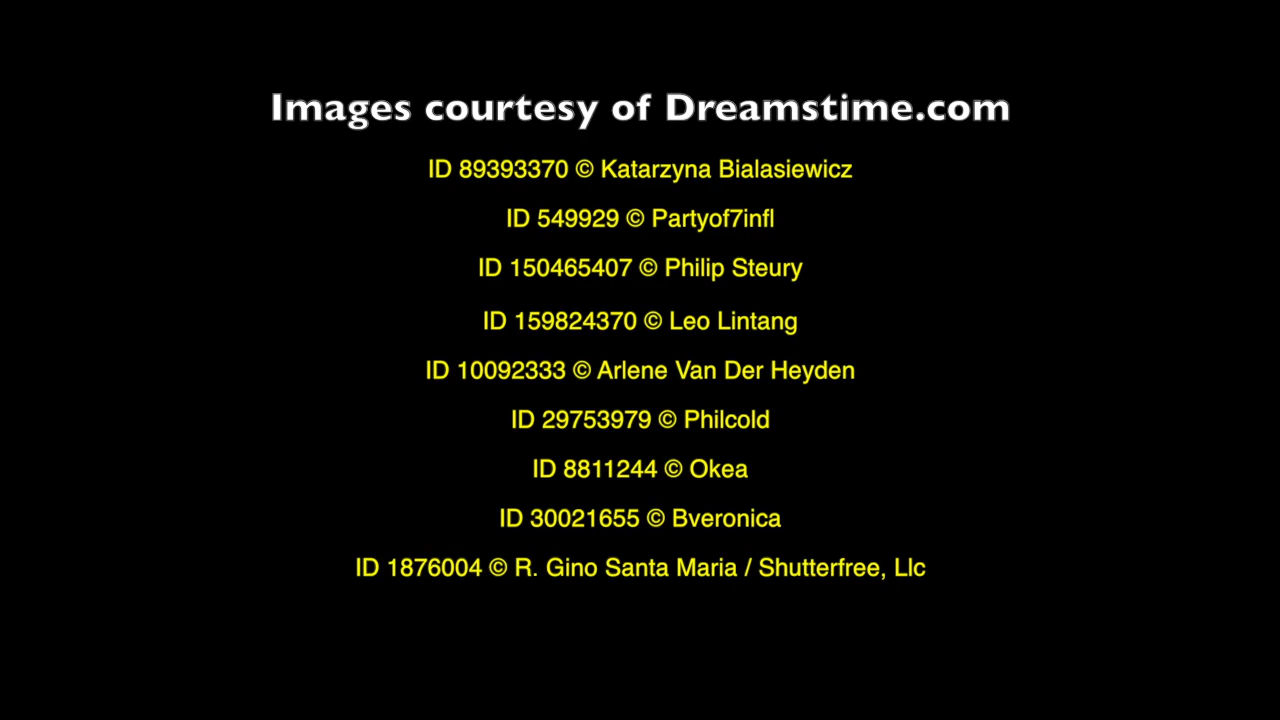 Images courtesy of Dreamstime.com
ID 89393370 © Katarzyna Bialasiewicz
ID 549929 © Partyof7infl
ID 150465407 © Philip Steury
ID 159824370 © Leo Lintang
ID 10092333 © Arlene Van Der Heyden
ID 29753979 © Philcold
ID 8811244 © Okea
ID 30021655 © Bveronica
ID 1876004 © R. Gino Santa Maria / Shutterfree, Llc